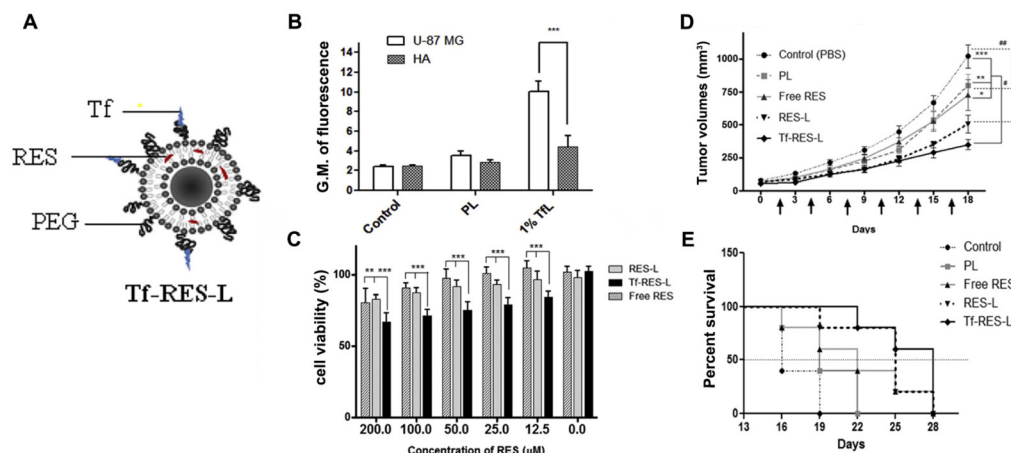 A
Tf
RES
PEG
Tf-RES-L
B
U-87 MG
HA
***
G.M. of fluorescence
14
12
10
8
6
4
2
0
Control
PL
1% TfL
C
RES-L
Tf-RES-L
Free RES
** ***
***
***
***
***
cell viability (%)
100
50
0
200.0 100.0 50.0 25.0 12.5 0.0
Concentration of RES (μM)
D
Control (PBS)
PL
Free RES
RES-L
Tf-RES-L
##
***
**
*
#
Tumor volumes (mm³)
1000
750
500
250
0
0 3 6 9 12 15 18
Days
E
Control
PL
Free RES
RES-L
Tf-RES-L
Percent survival
100
50
0
13 16 19 22 25 28
Days